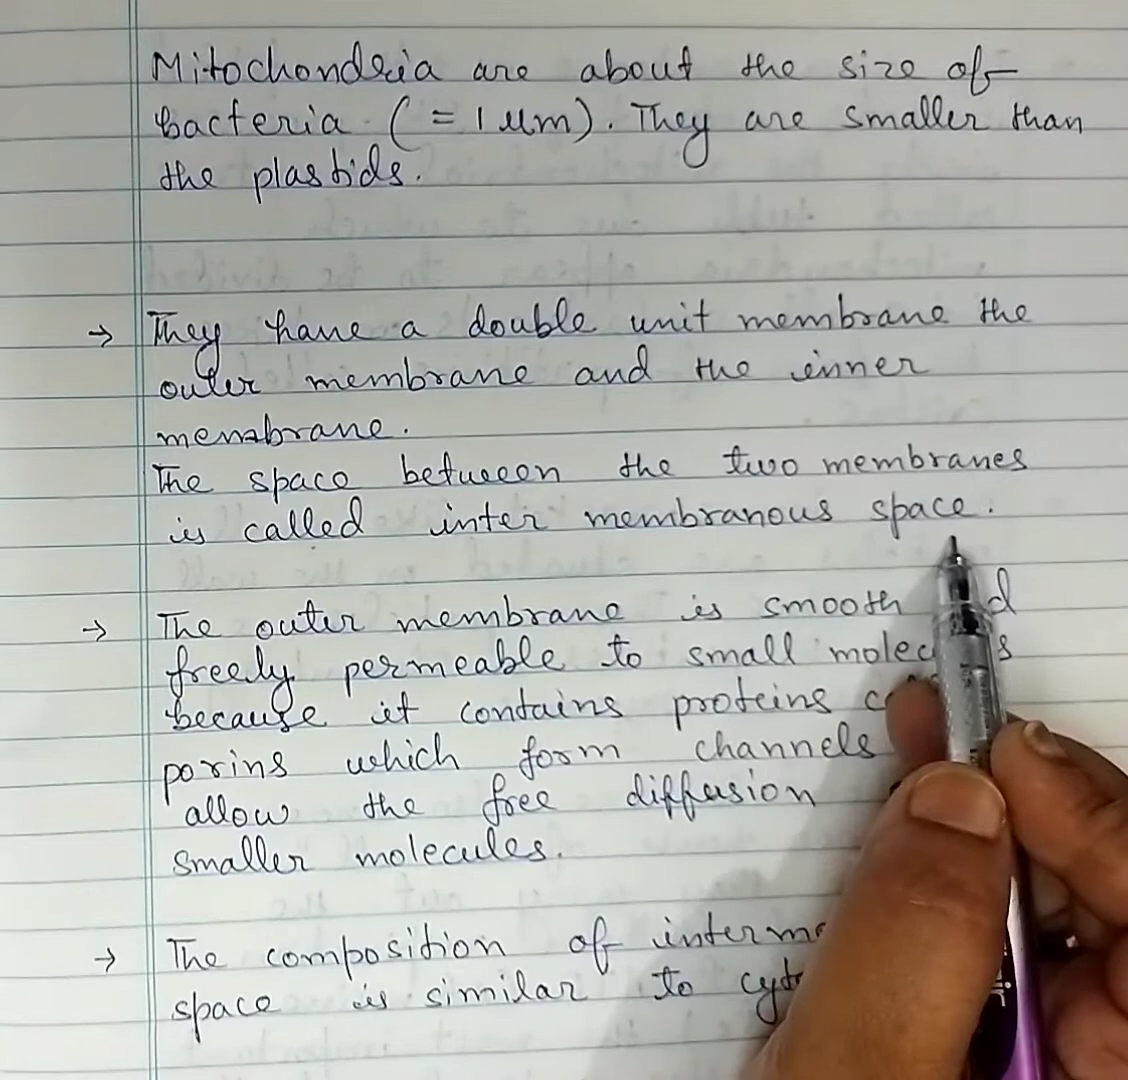 Mitochondria are about the size of
bacteria (= 1 μm). They are smaller than
the plastids.
→ They have a double unit membrane the
outer membrane and the inner
membrane.
The space between the two membranes
is called inter membranous space.
→ The outer membrane is smooth
freely permeable to small
because it contains proteins
porins which form channels
allow the free diffusion
smaller molecules.
→ The composition of
space is similar to